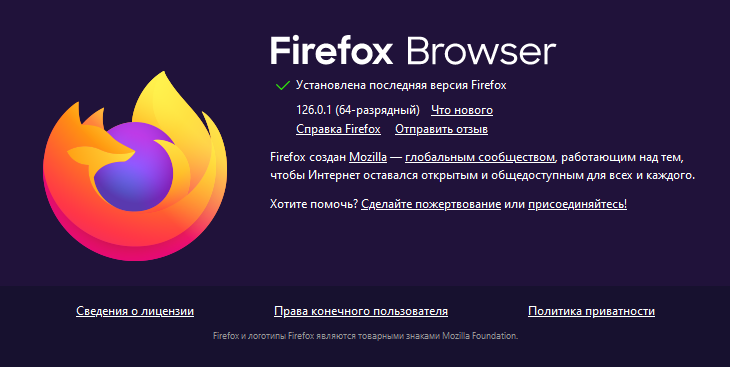 Firefox Browser
Установлена последняя версия Firefox
126.0.1 (64-разрядный) Что нового
Справка Firefox Отправить отзыв
Firefox создан Mozilla — глобальным сообществом, работающим над тем,
чтобы Интернет оставался открытым и общедоступным для всех и каждого.
Хотите помочь? Сделайте пожертвование или присоединяйтесь!
Сведения о лицензии Права конечного пользователя Политика приватности
Firefox и логотипы Firefox являются товарными знаками Mozilla Foundation.